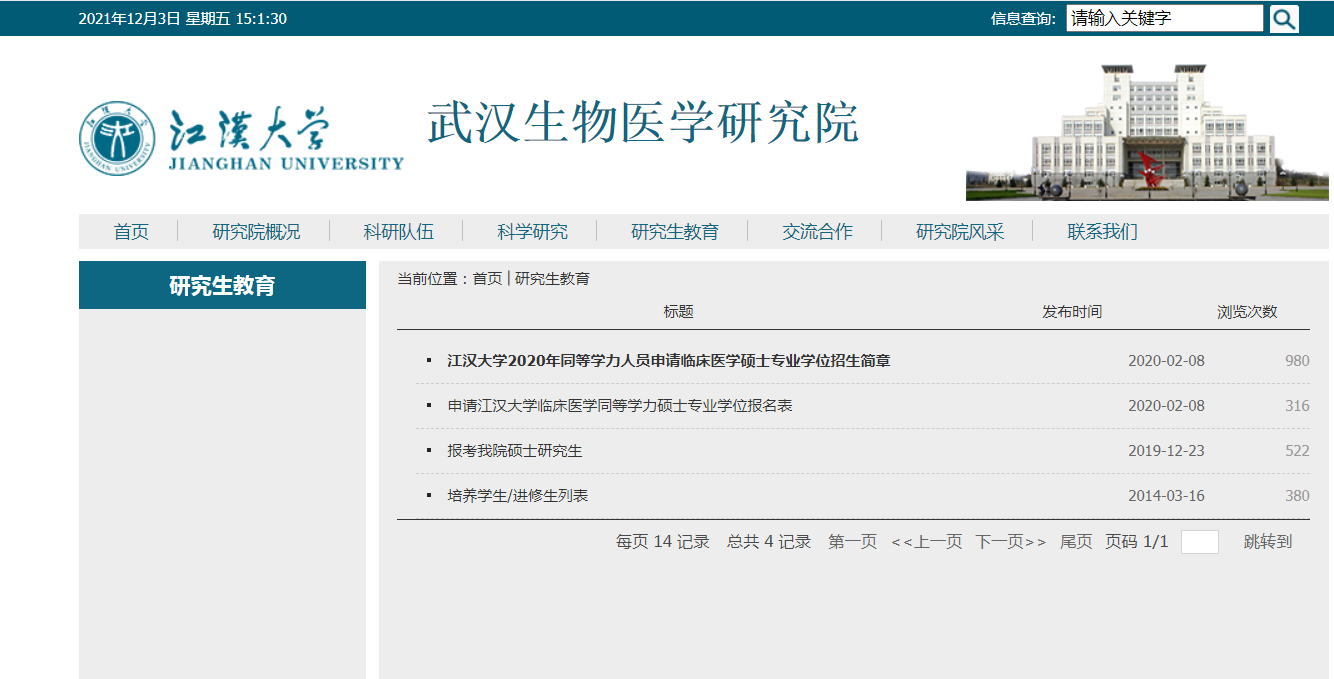 2021年12月3日 星期五 15:1:30 信息查询: 请输入关键字
江漢大学 武汉生物医学研究院
JIANGHAN UNIVERSITY
首页 研究院概况 科研队伍 科学研究 研究生教育 交流合作 研究院风采 联系我们
研究生教育
当前位置：首页 | 研究生教育
标题 发布时间 浏览次数
江汉大学2020年同等学力人员申请临床医学硕士专业学位招生简章 2020-02-08 980
申请江汉大学临床医学同等学力硕士专业学位报名表 2020-02-08 316
报考我院硕士研究生 2019-12-23 522
培养学生/进修生列表 2014-03-16 380
每页 14 记录 总共 4 记录 第一页 <<上一页 下一页>> 尾页 页码 1/1 跳转到